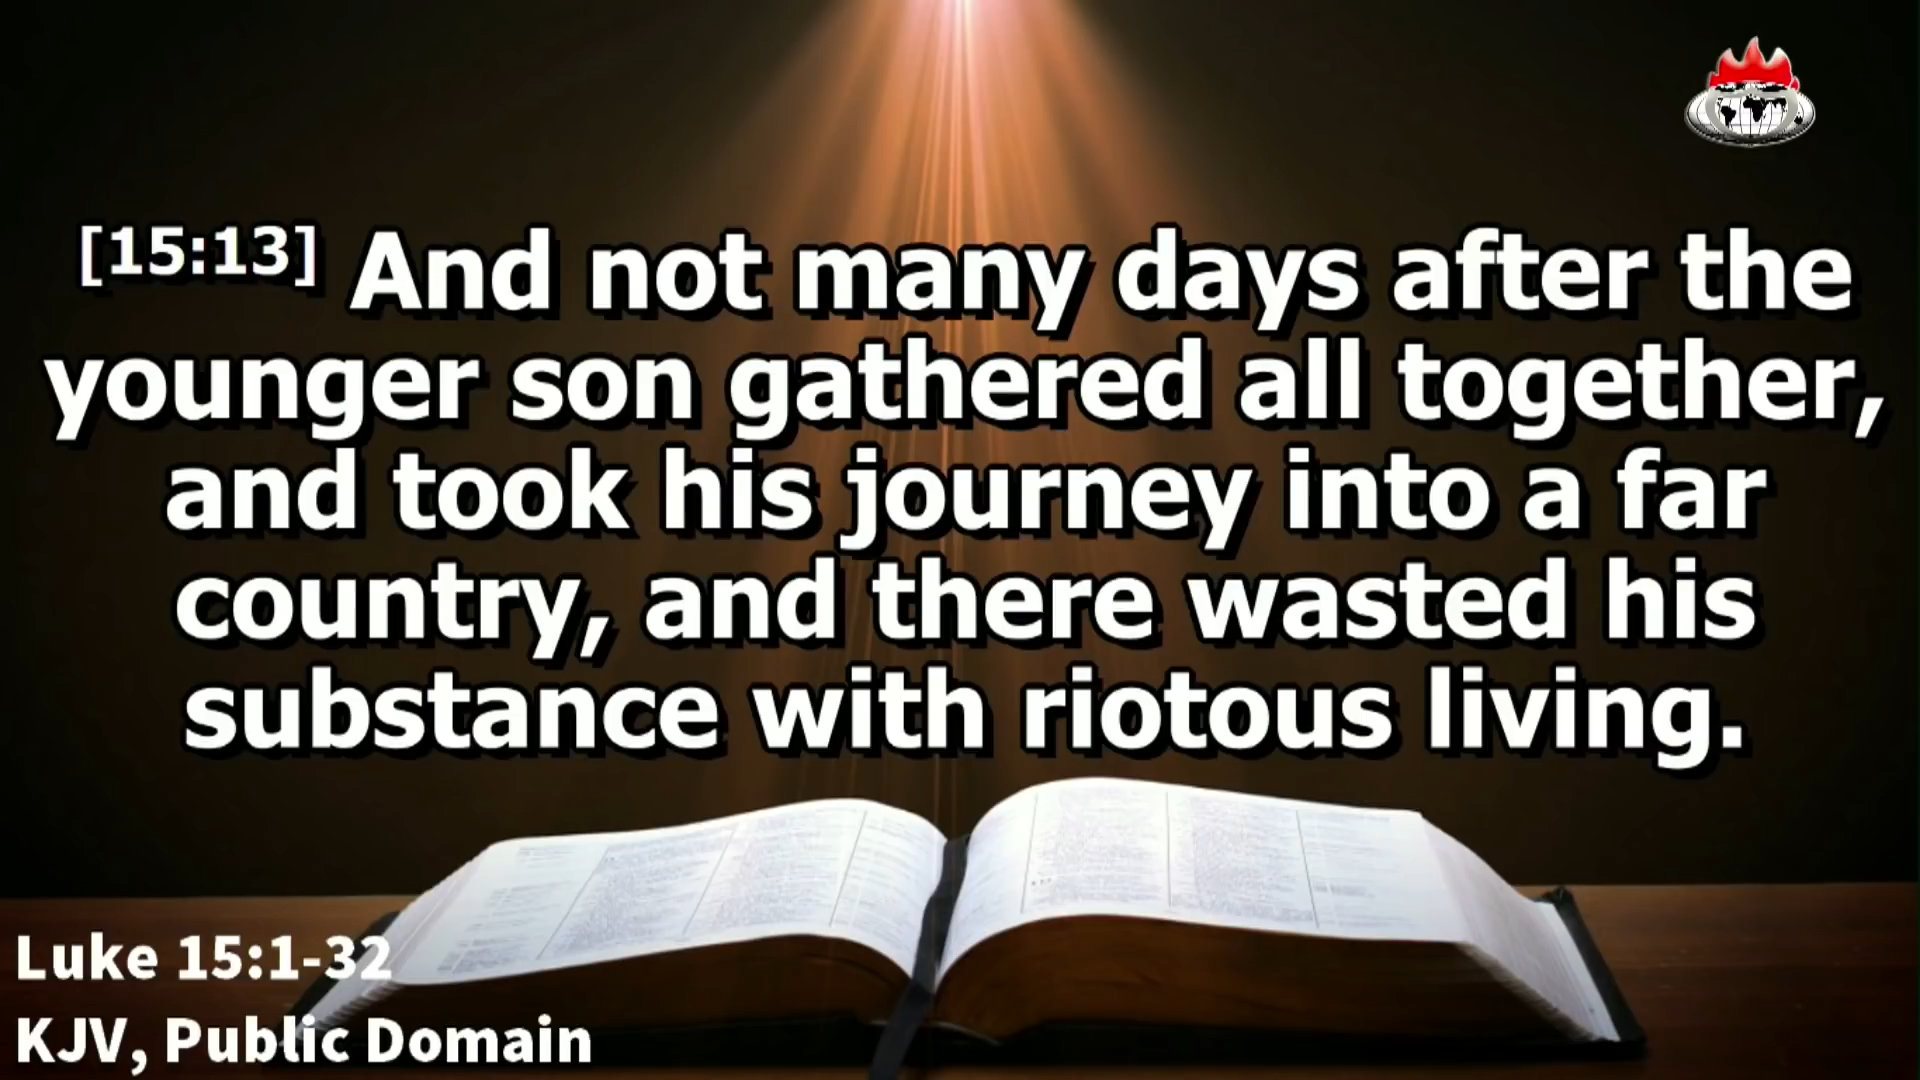 [15:13] And not many days after the
younger son gathered all together,
and took his journey into a far
country, and there wasted his
substance with riotous living.
Luke 15:1-32
KJV, Public Domain